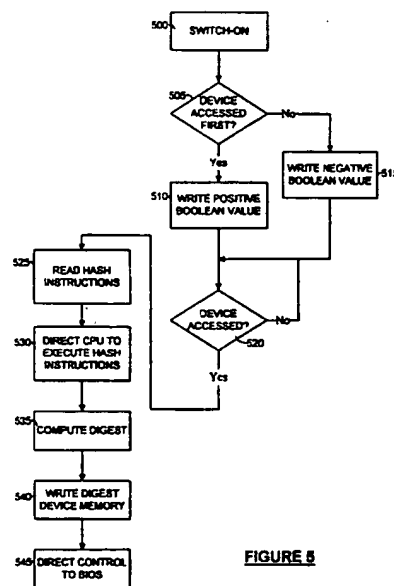 500
SWITCH-ON
505
DEVICE
ACCESSED
FIRST?
No
Yes
510
WRITE POSITIVE
BOOLEAN VALUE
WRITE NEGATIVE
BOOLEAN VALUE
525
READ HASH
INSTRUCTIONS
DEVICE
ACCESSED?
No
520
Yes
530
DIRECT CPU TO
EXECUTE HASH
INSTRUCTIONS
535
COMPUTE DIGEST
540
WRITE DIGEST
DEVICE MEMORY
545
DIRECT CONTROL
TO BIOS
FIGURE 5